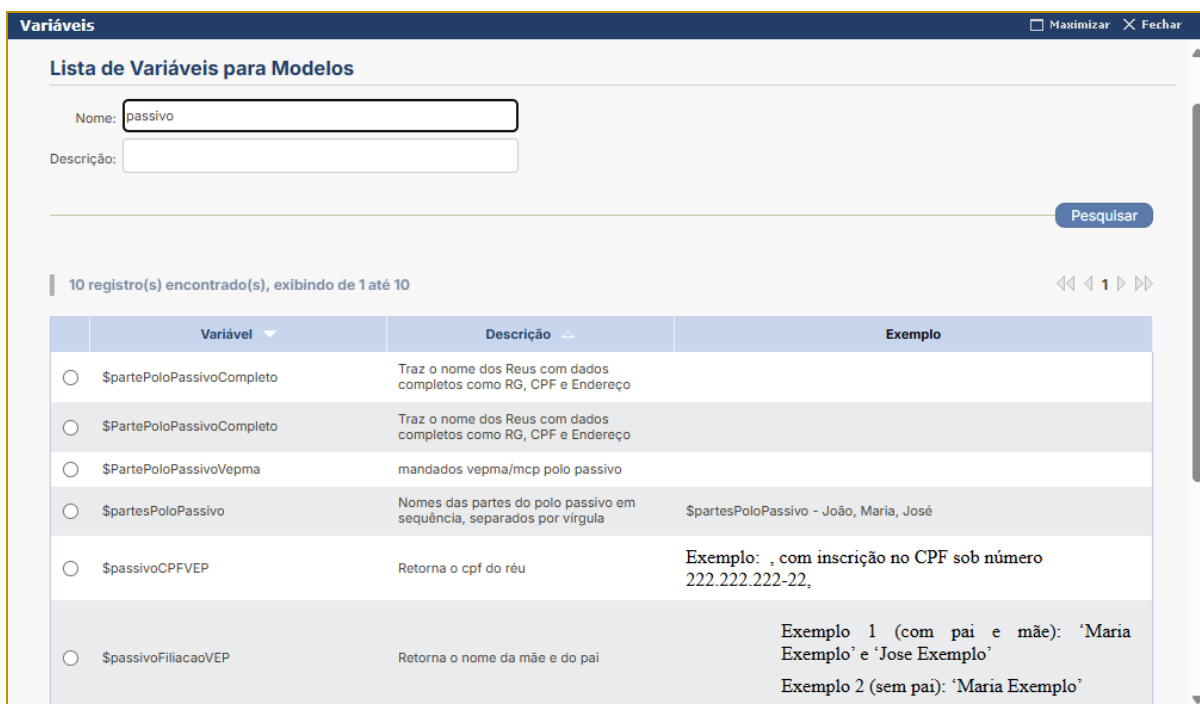 Variáveis
Maximizar Fechar
Lista de Variáveis para Modelos
Nome: passivo
Descrição:
Pesquisar
10 registro(s) encontrado(s), exibindo de 1 até 10
1
Variável Descrição Exemplo
$partePoloPassivoCompleto
Traz o nome dos Reus com dados
completos como RG, CPF e Endereço
$PartePoloPassivoCompleto
Traz o nome dos Reus com dados
completos como RG, CPF e Endereço
$PartePoloPassivoVepma
mandados vepma/mcp polo passivo
$partesPoloPassivo
Nomes das partes do polo passivo em
sequência, separados por vírgula
$partesPoloPassivo - João, Maria, José
$passivoCPFVEP
Retorna o cpf do réu
Exemplo: , com inscrição no CPF sob número
222.222.222-22,
$passivoFiliacaoVEP
Retorna o nome da mãe e do pai
Exemplo 1 (com pai e mãe): ‘Maria
Exemplo’ e ‘Jose Exemplo’
Exemplo 2 (sem pai): ‘Maria Exemplo’